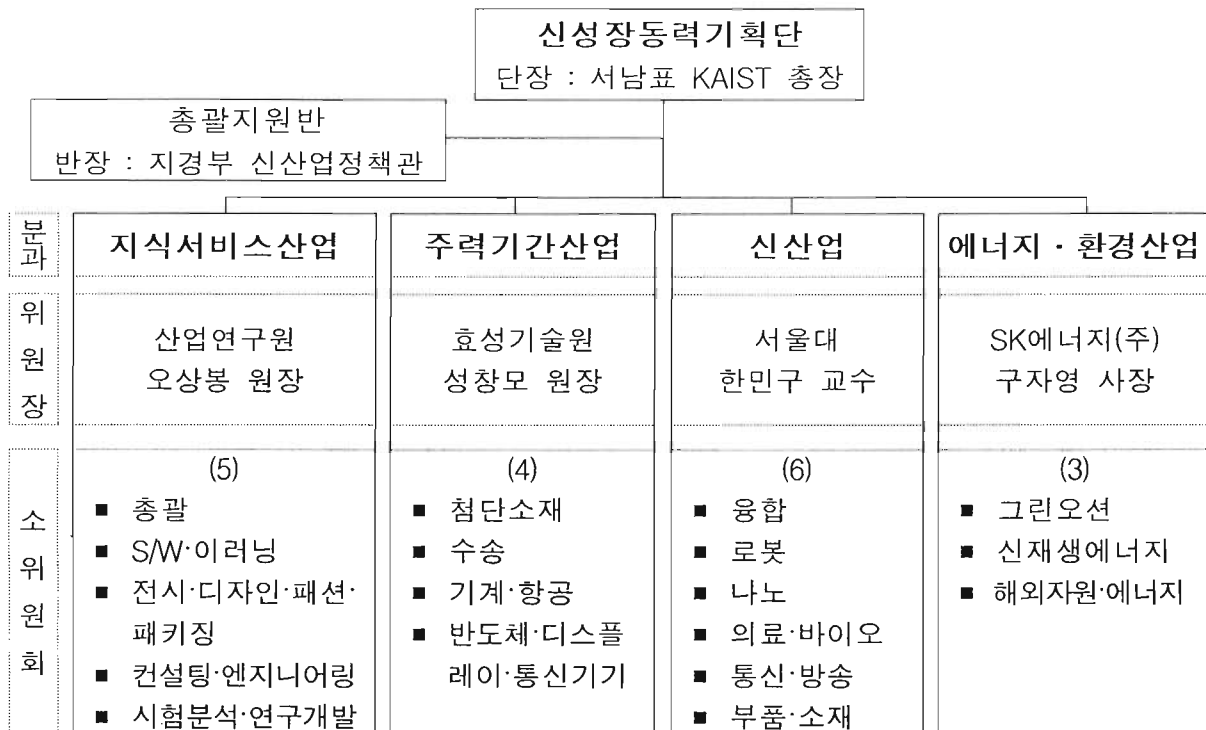 신성장동력기획단
단장 : 서남표 KAIST 총장
총괄지원반
반장 : 지경부 신산업정책관
분과
지식서비스산업
주력기간산업
신산업
에너지 · 환경산업
위원장
산업연구원
오상봉 원장
효성기술원
성창모 원장
서울대
한민구 교수
SK에너지(주)
구자영 사장
소위원회
(5)
■ 총괄
■ S/W·이러닝
■ 전시·디자인·패션·
패키징
■ 컨설팅·엔지니어링
■ 시험분석·연구개발
(4)
■ 첨단소재
■ 수송
■ 기계·항공
■ 반도체·디스플
레이·통신기기
(6)
■ 융합
■ 로봇
■ 나노
■ 의료·바이오
■ 통신·방송
■ 부품·소재
(3)
■ 그린오션
■ 신재생에너지
■ 해외자원·에너지